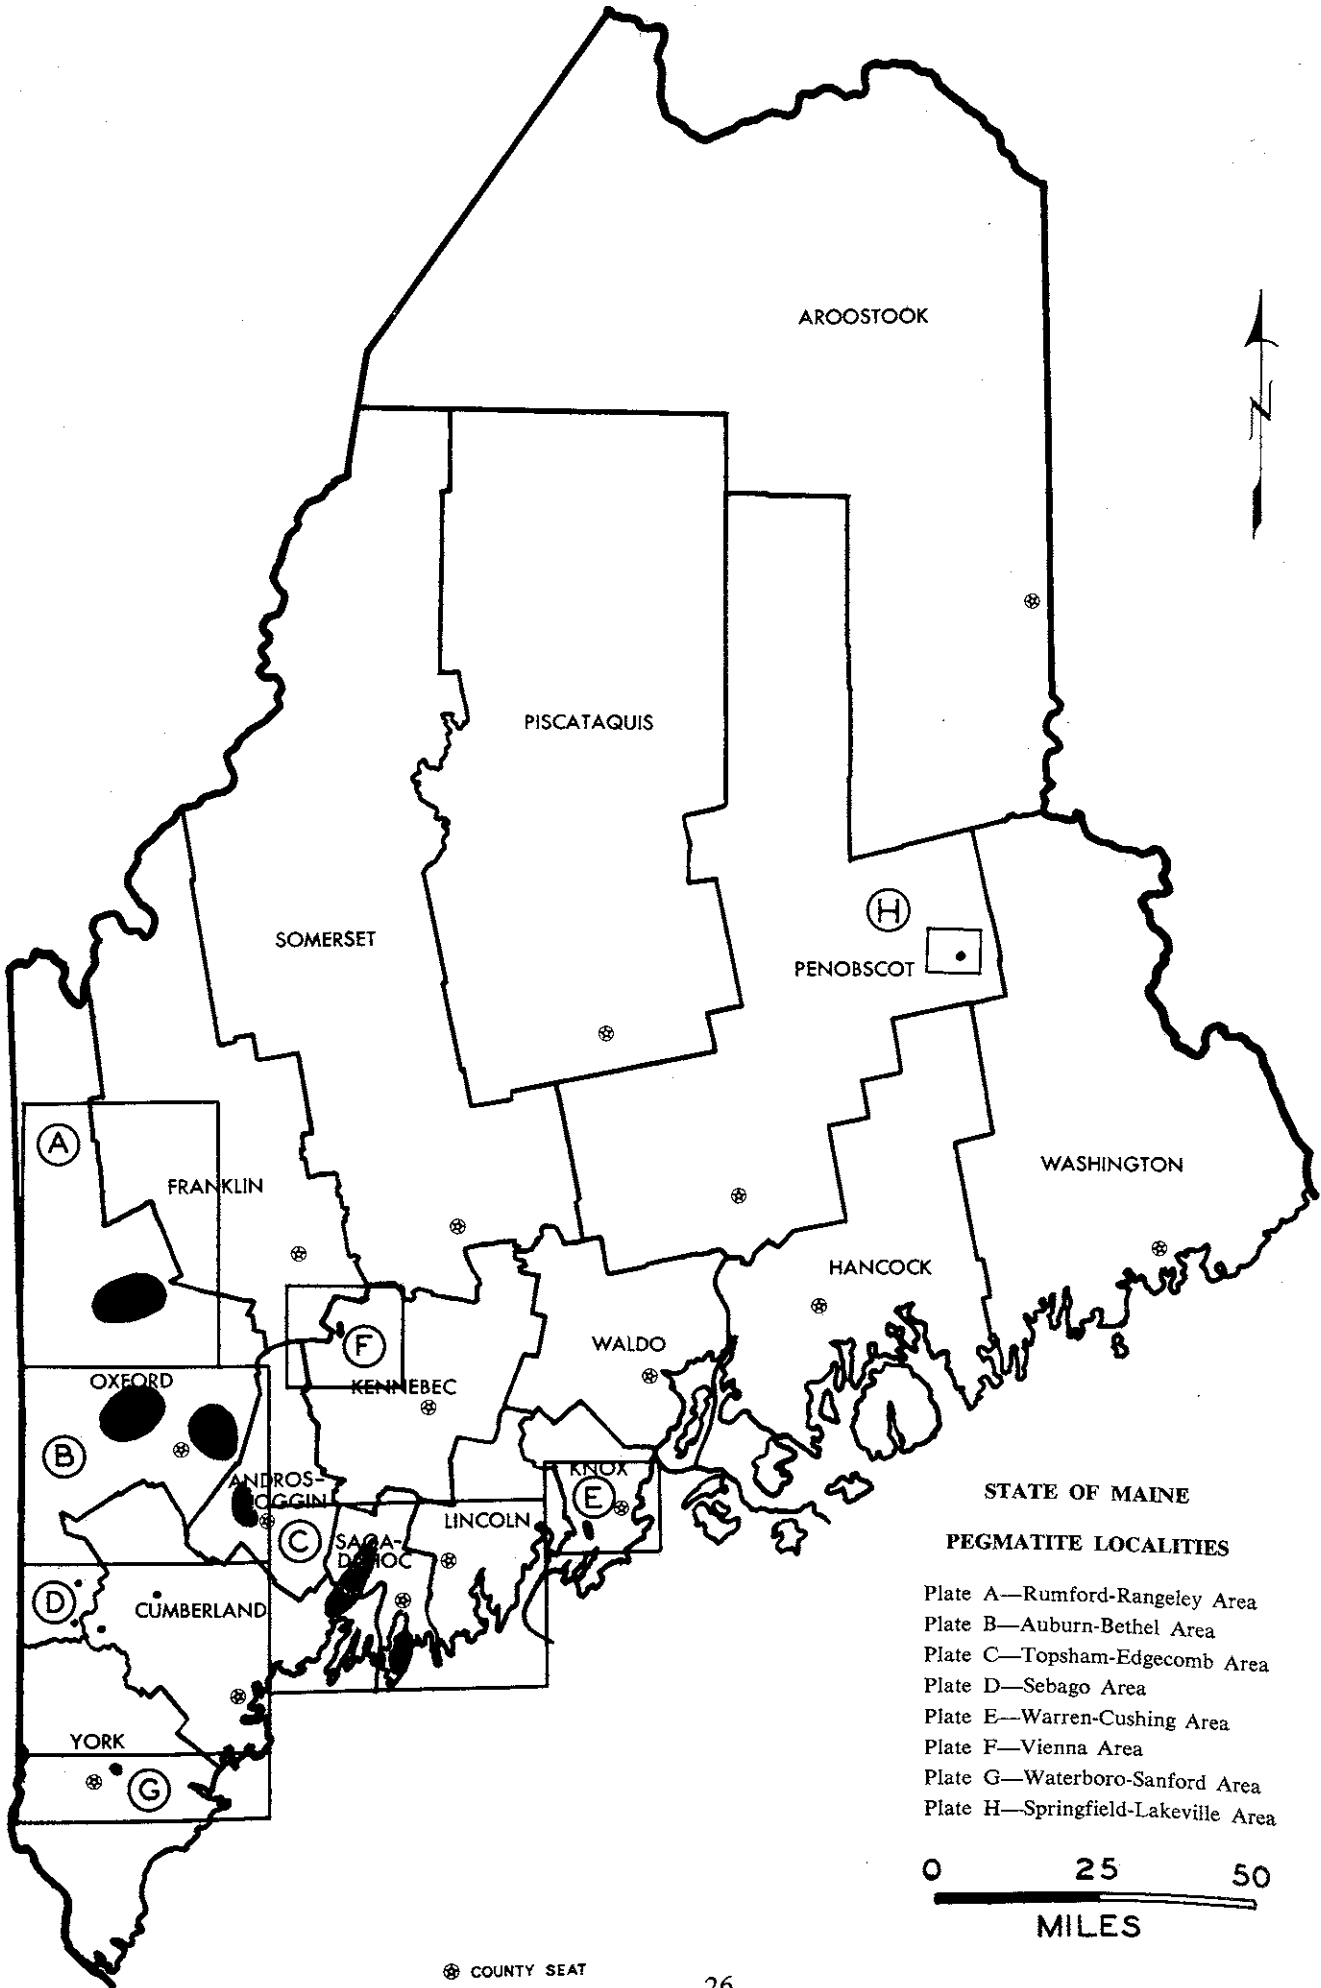 AROOSTOOK
N
PISCATAQUIS
H
SOMERSET
PENOBSCOT
A
WASHINGTON
FRANKLIN
HANCOCK
F
WALDO
OXFORD
KENNEBEC
B
KNOX
ANDROS-
COGGIN
E
STATE OF MAINE
LINCOLN
C
SAGA-
DAHOC
PEGMATITE LOCALITIES
D
CUMBERLAND
Plate A—Rumford-Rangeley Area
Plate B—Auburn-Bethel Area
Plate C—Topsham-Edgecomb Area
Plate D—Sebago Area
Plate E—Warren-Cushing Area
Plate F—Vienna Area
Plate G—Waterboro-Sanford Area
Plate H—Springfield-Lakeville Area
YORK
G
0 25 50
MILES
COUNTY SEAT
26